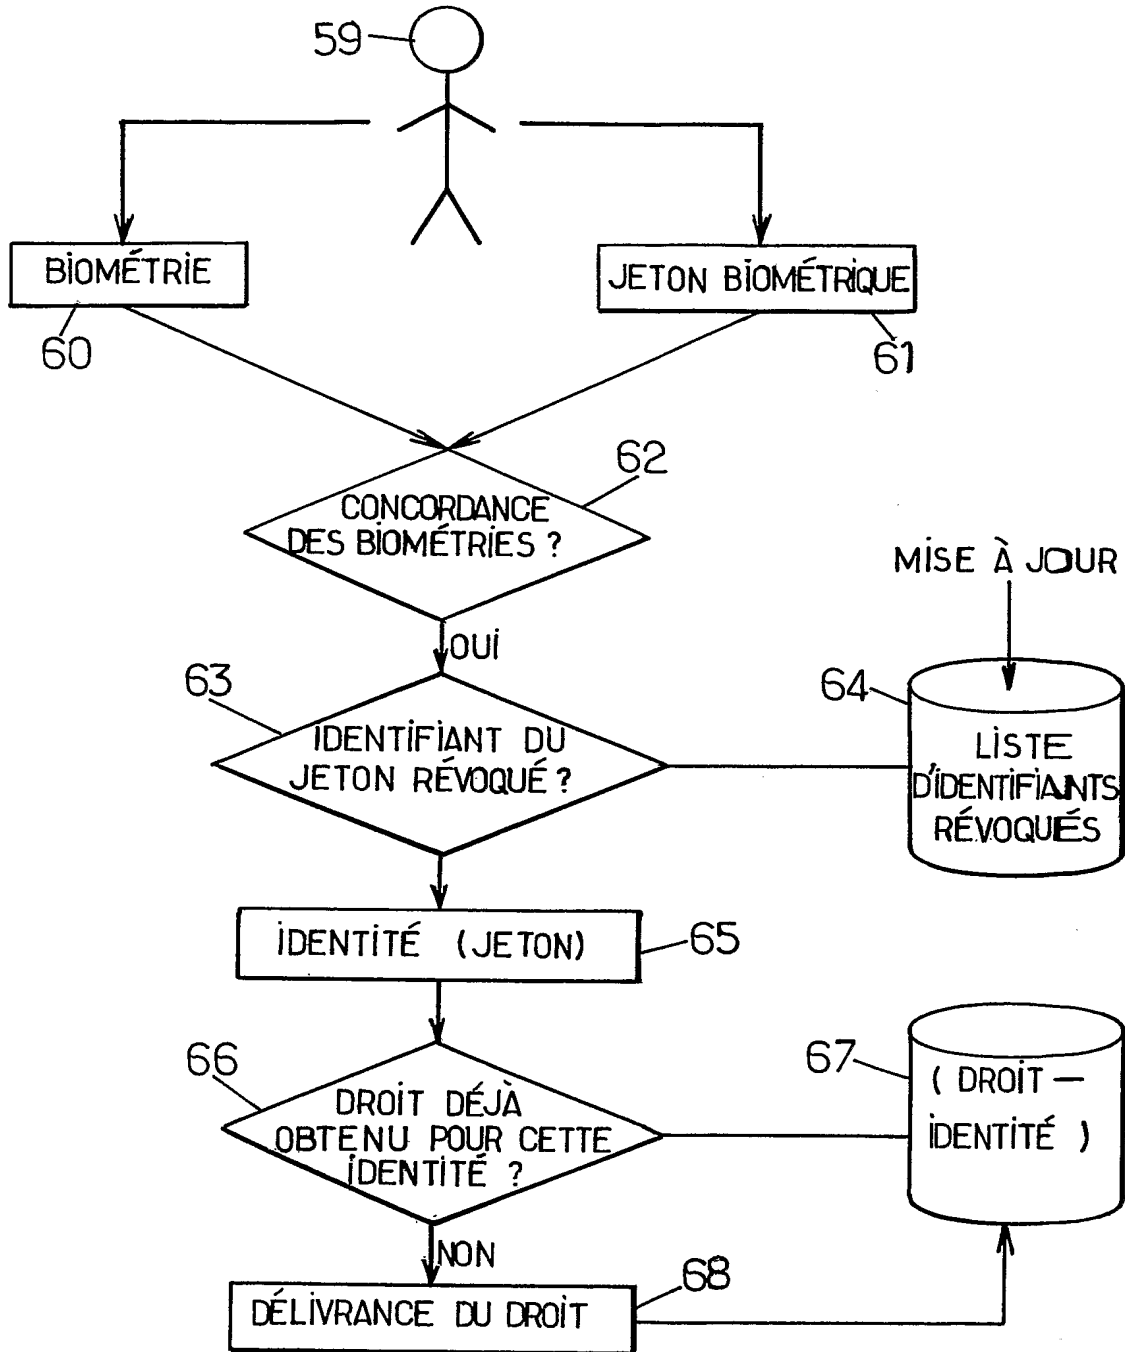 59
BIOMÉTRIE
JETON BIOMÉTRIQUE
60
61
62
CONCORDANCE
DES BIOMÉTRIES ?
MISE À JOUR
OUI
63
64
IDENTIFIANT DU
JETON RÉVOQUÉ ?
LISTE
D'IDENTIFIANTS
RÉVOQUÉS
IDENTITÉ (JETON)
65
66
67
DROIT DÉJÀ
OBTENU POUR CETTE
IDENTITÉ ?
( DROIT —
IDENTITÉ )
NON
68
DÉLIVRANCE DU DROIT